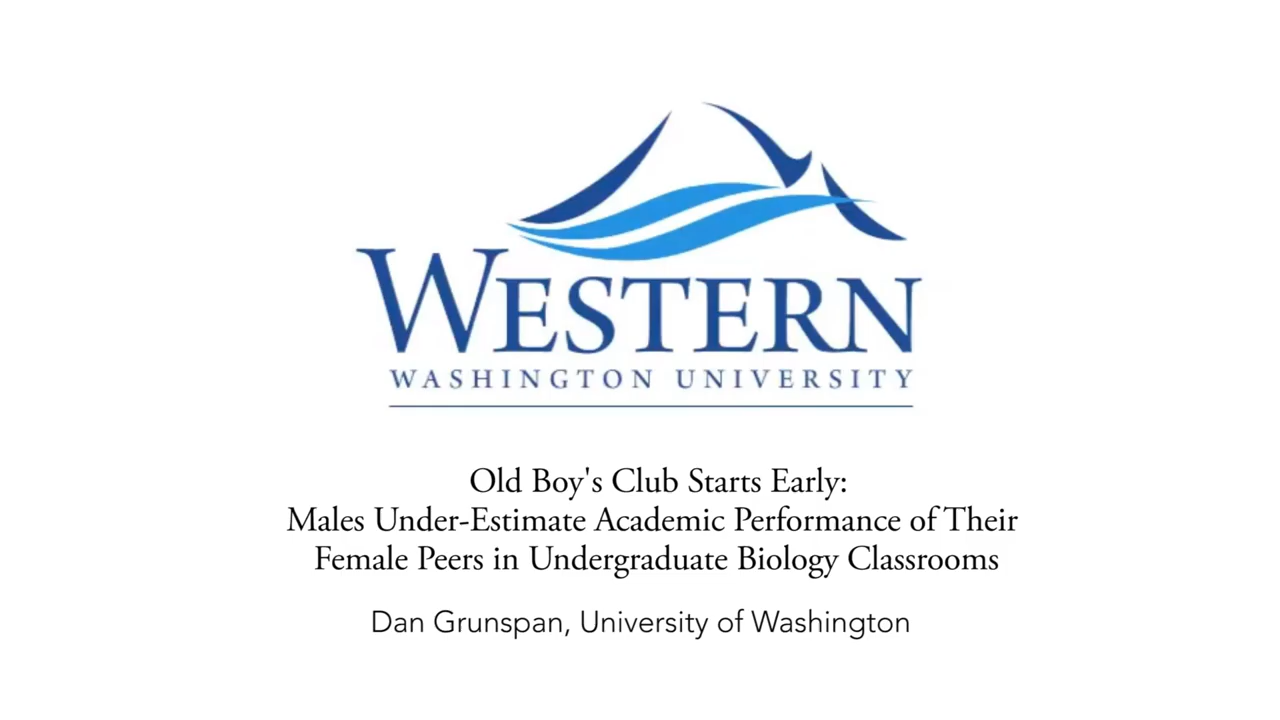 WESTERN
WASHINGTON UNIVERSITY
Old Boy's Club Starts Early:
Males Under-Estimate Academic Performance of Their
Female Peers in Undergraduate Biology Classrooms
Dan Grunspan, University of Washington